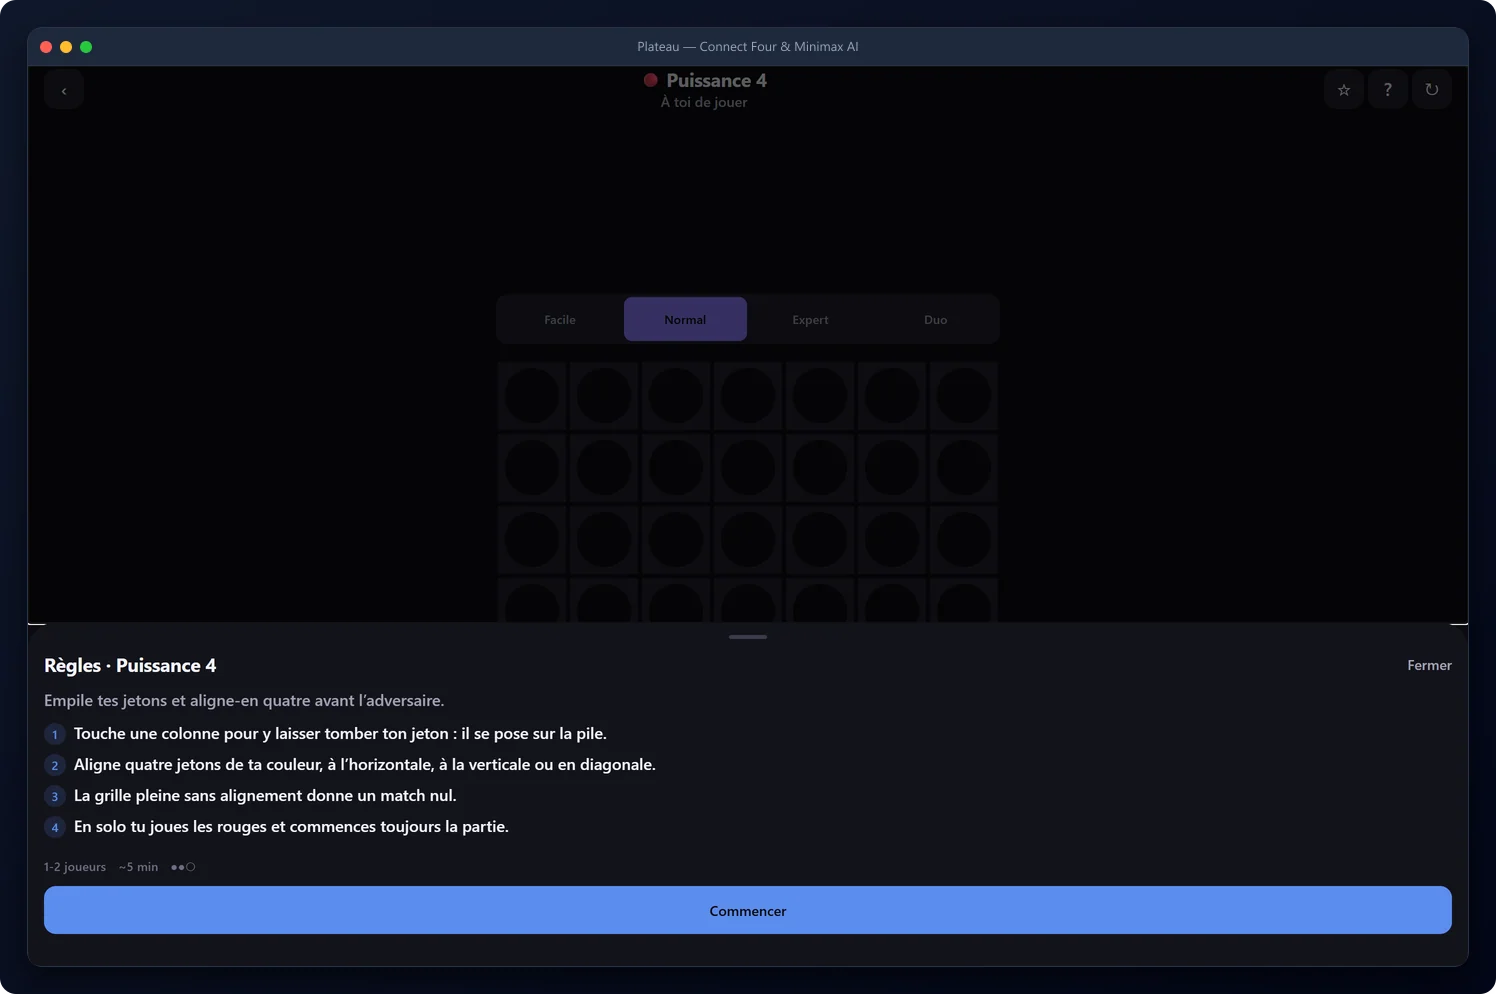 Plateau — Connect Four & Minimax AI
‹
Puissance 4
À toi de jouer
☆ ? ↻
Facile Normal Expert Duo
Règles · Puissance 4
Fermer
Empile tes jetons et aligne-en quatre avant l’adversaire.
1 Touche une colonne pour y laisser tomber ton jeton : il se pose sur la pile.
2 Aligne quatre jetons de ta couleur, à l’horizontale, à la verticale ou en diagonale.
3 La grille pleine sans alignement donne un match nul.
4 En solo tu joues les rouges et commences toujours la partie.
1-2 joueurs ~5 min ●●○
Commencer